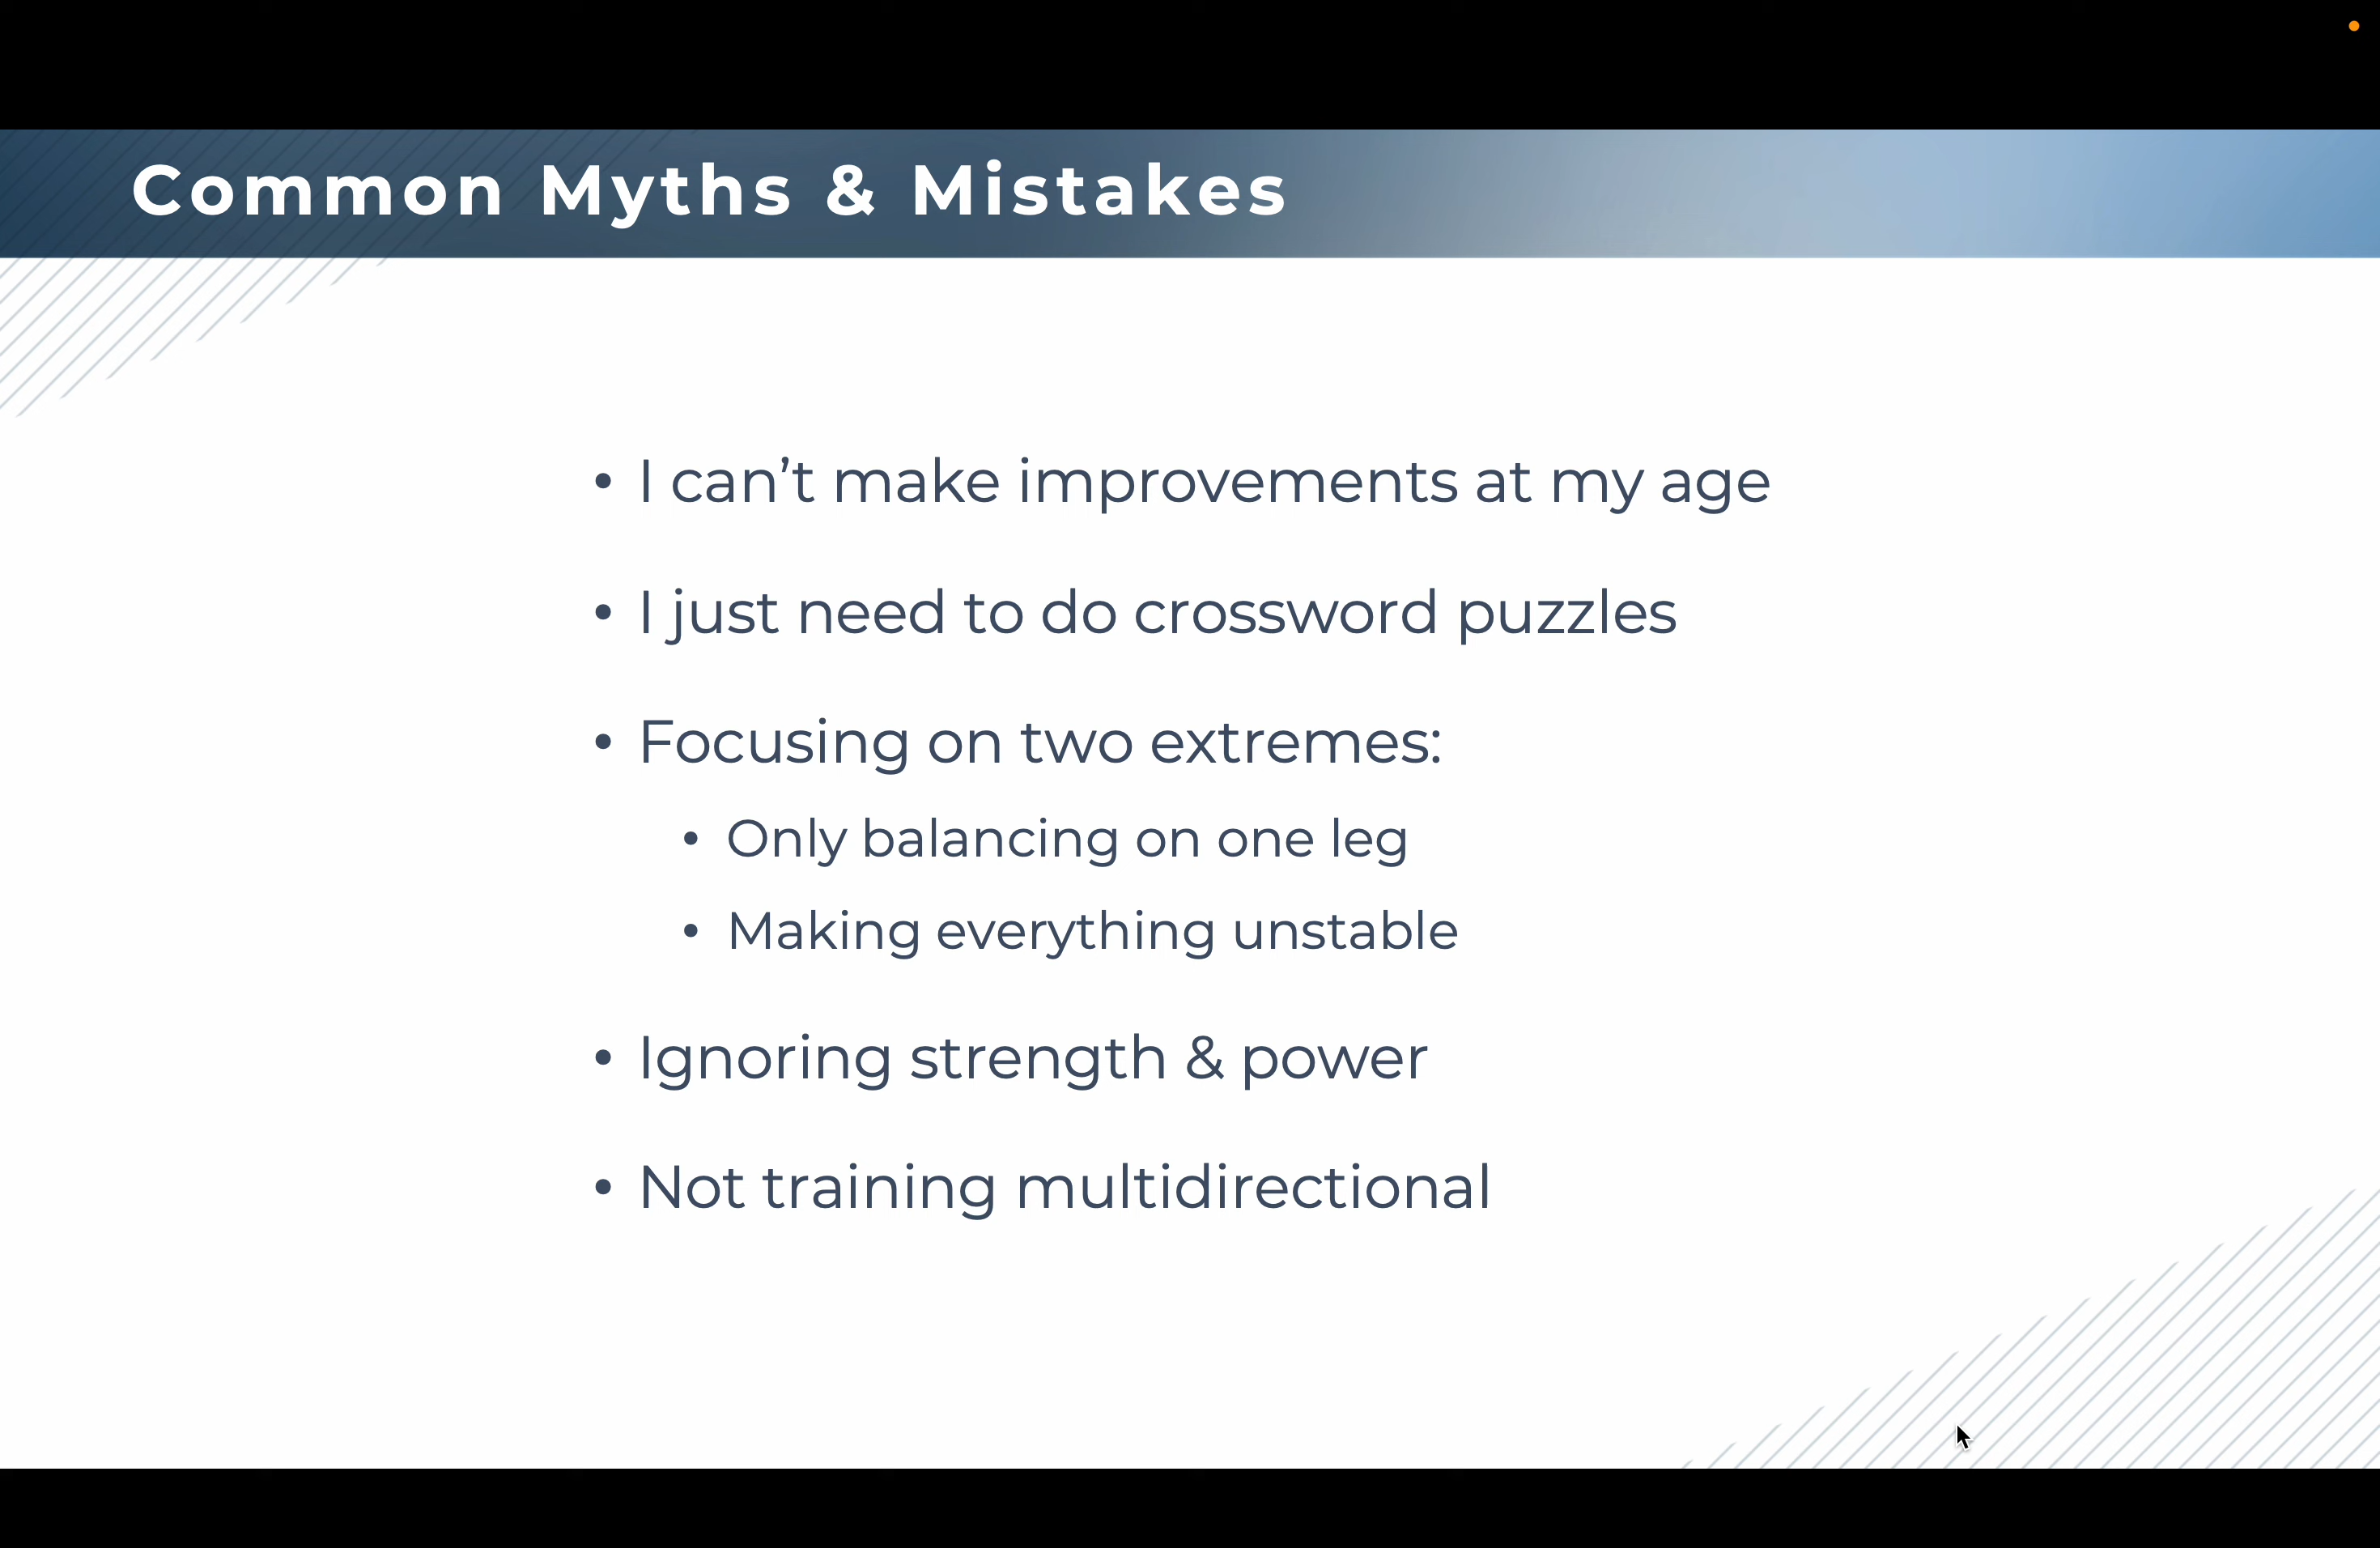 Common Myths & Mistakes
• I can’t make improvements at my age
• I just need to do crossword puzzles
• Focusing on two extremes:
• Only balancing on one leg
• Making everything unstable
• Ignoring strength & power
• Not training multidirectional